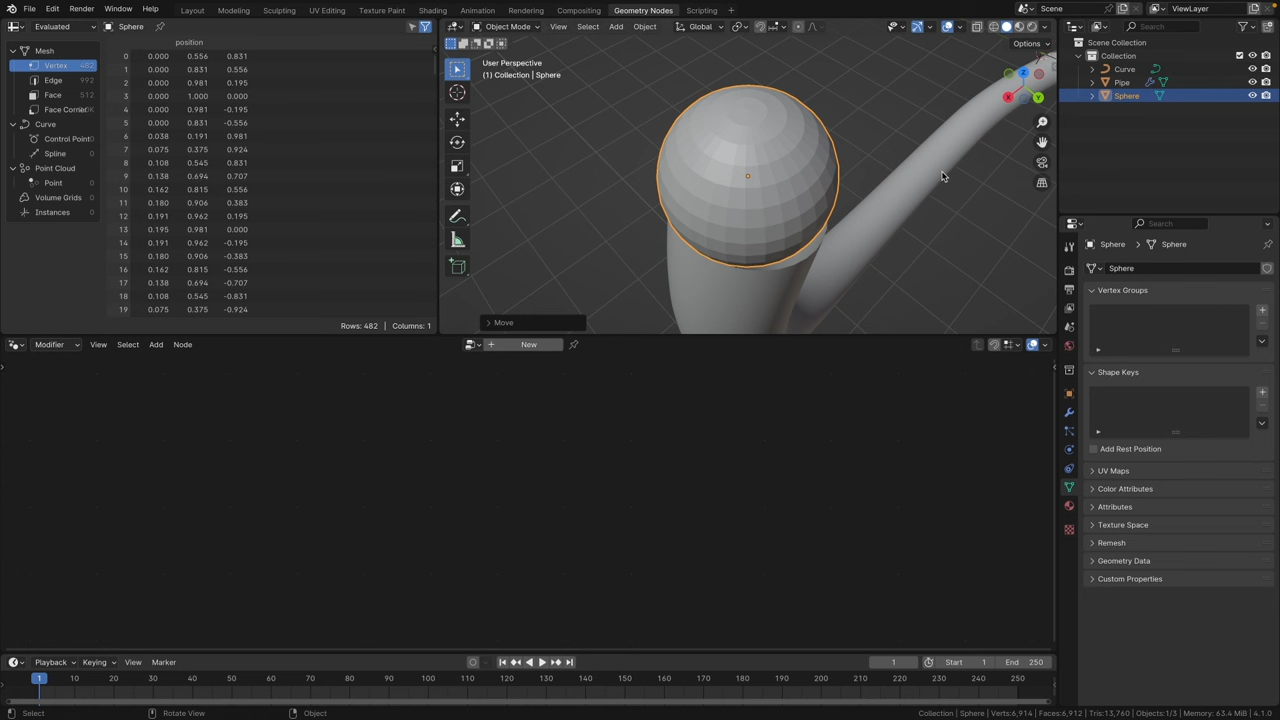 File Edit Render Window Help Layout Modeling Sculpting UV Editing Texture Paint Shading Animation Rendering Compositing Geometry Nodes Scripting Scene ViewLayer
Evaluated Sphere
Object Mode View Select Add Object Global
Search
Options
position
Mesh
Vertex 482
Edge 992
Face 512
Face Corner
Curve
Control Point
Spline 0
Point Cloud
Point 0
Volume Grids 0
Instances 0
0 0.000 0.556 0.831
1 0.000 0.831 0.556
2 0.000 0.981 0.195
3 0.000 1.000 0.000
4 0.000 0.981 -0.195
5 0.000 0.831 -0.556
6 0.038 0.191 0.981
7 0.075 0.375 0.924
8 0.108 0.545 0.831
9 0.138 0.694 0.707
10 0.162 0.815 0.556
11 0.180 0.906 0.383
12 0.191 0.962 0.195
13 0.195 0.981 0.000
14 0.191 0.962 -0.195
15 0.180 0.906 -0.383
16 0.162 0.815 -0.556
17 0.138 0.694 -0.707
18 0.108 0.545 -0.831
19 0.075 0.375 -0.924
Rows: 482 | Columns: 1
User Perspective
(1) Collection | Sphere
Z
X
Y
Move
Scene Collection
Collection
Curve
Pipe
Sphere
Search
Sphere Sphere
Sphere
Vertex Groups
Shape Keys
Add Rest Position
UV Maps
Color Attributes
Attributes
Texture Space
Remesh
Geometry Data
Custom Properties
Modifier View Select Add Node New
Playback Keying View Marker 1 Start 1 End 250
1 10 20 30 40 50 60 70 80 90 100 110 120 130 140 150 160 170 180 190 200 210 220 230 240 250
Select Rotate View Object Collection | Sphere | Verts:6,914 | Faces:6,912 | Tris:13,760 | Objects:1/3 | Memory: 63.4 MiB | 4.1.0